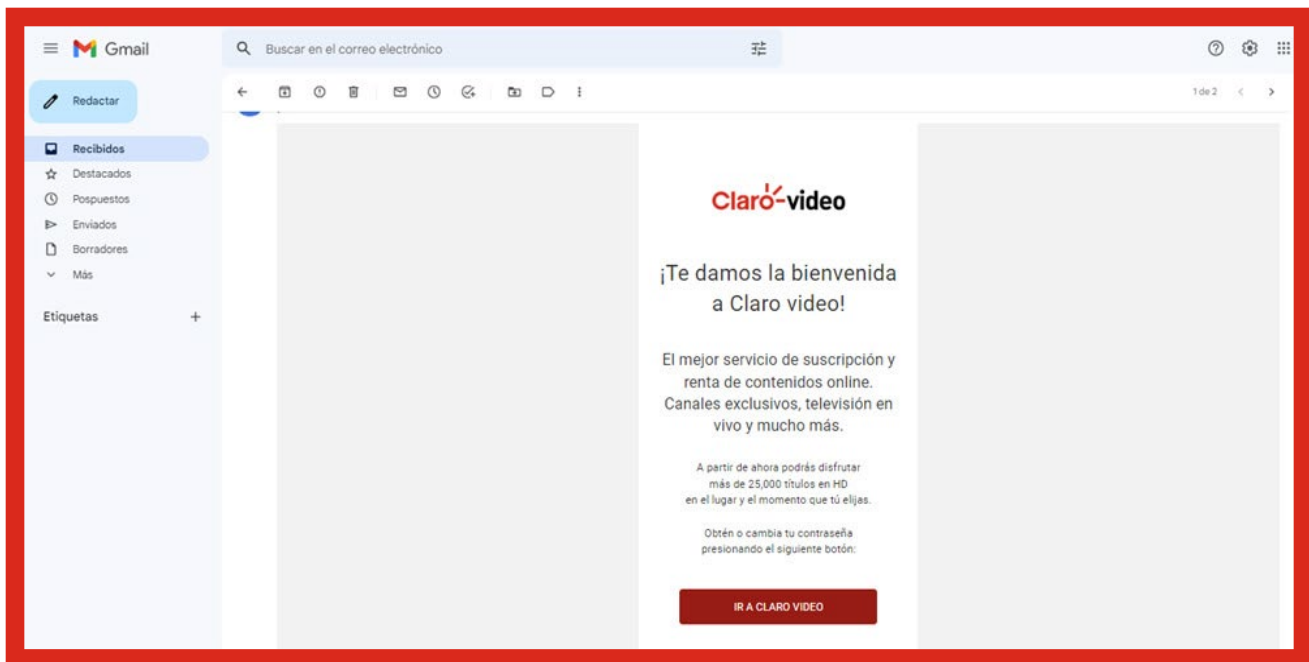 Gmail
Buscar en el correo electrónico
Redactar
1 de 2
Recibidos
Destacados
Pospuestos
Enviados
Borradores
Más
Etiquetas
Claro-video
¡Te damos la bienvenida
a Claro video!
El mejor servicio de suscripción y
renta de contenidos online.
Canales exclusivos, televisión en
vivo y mucho más.
A partir de ahora podrás disfrutar
más de 25,000 títulos en HD
en el lugar y el momento que tú elijas.
Obtén o cambia tu contraseña
presionando el siguiente botón:
IR A CLARO VIDEO